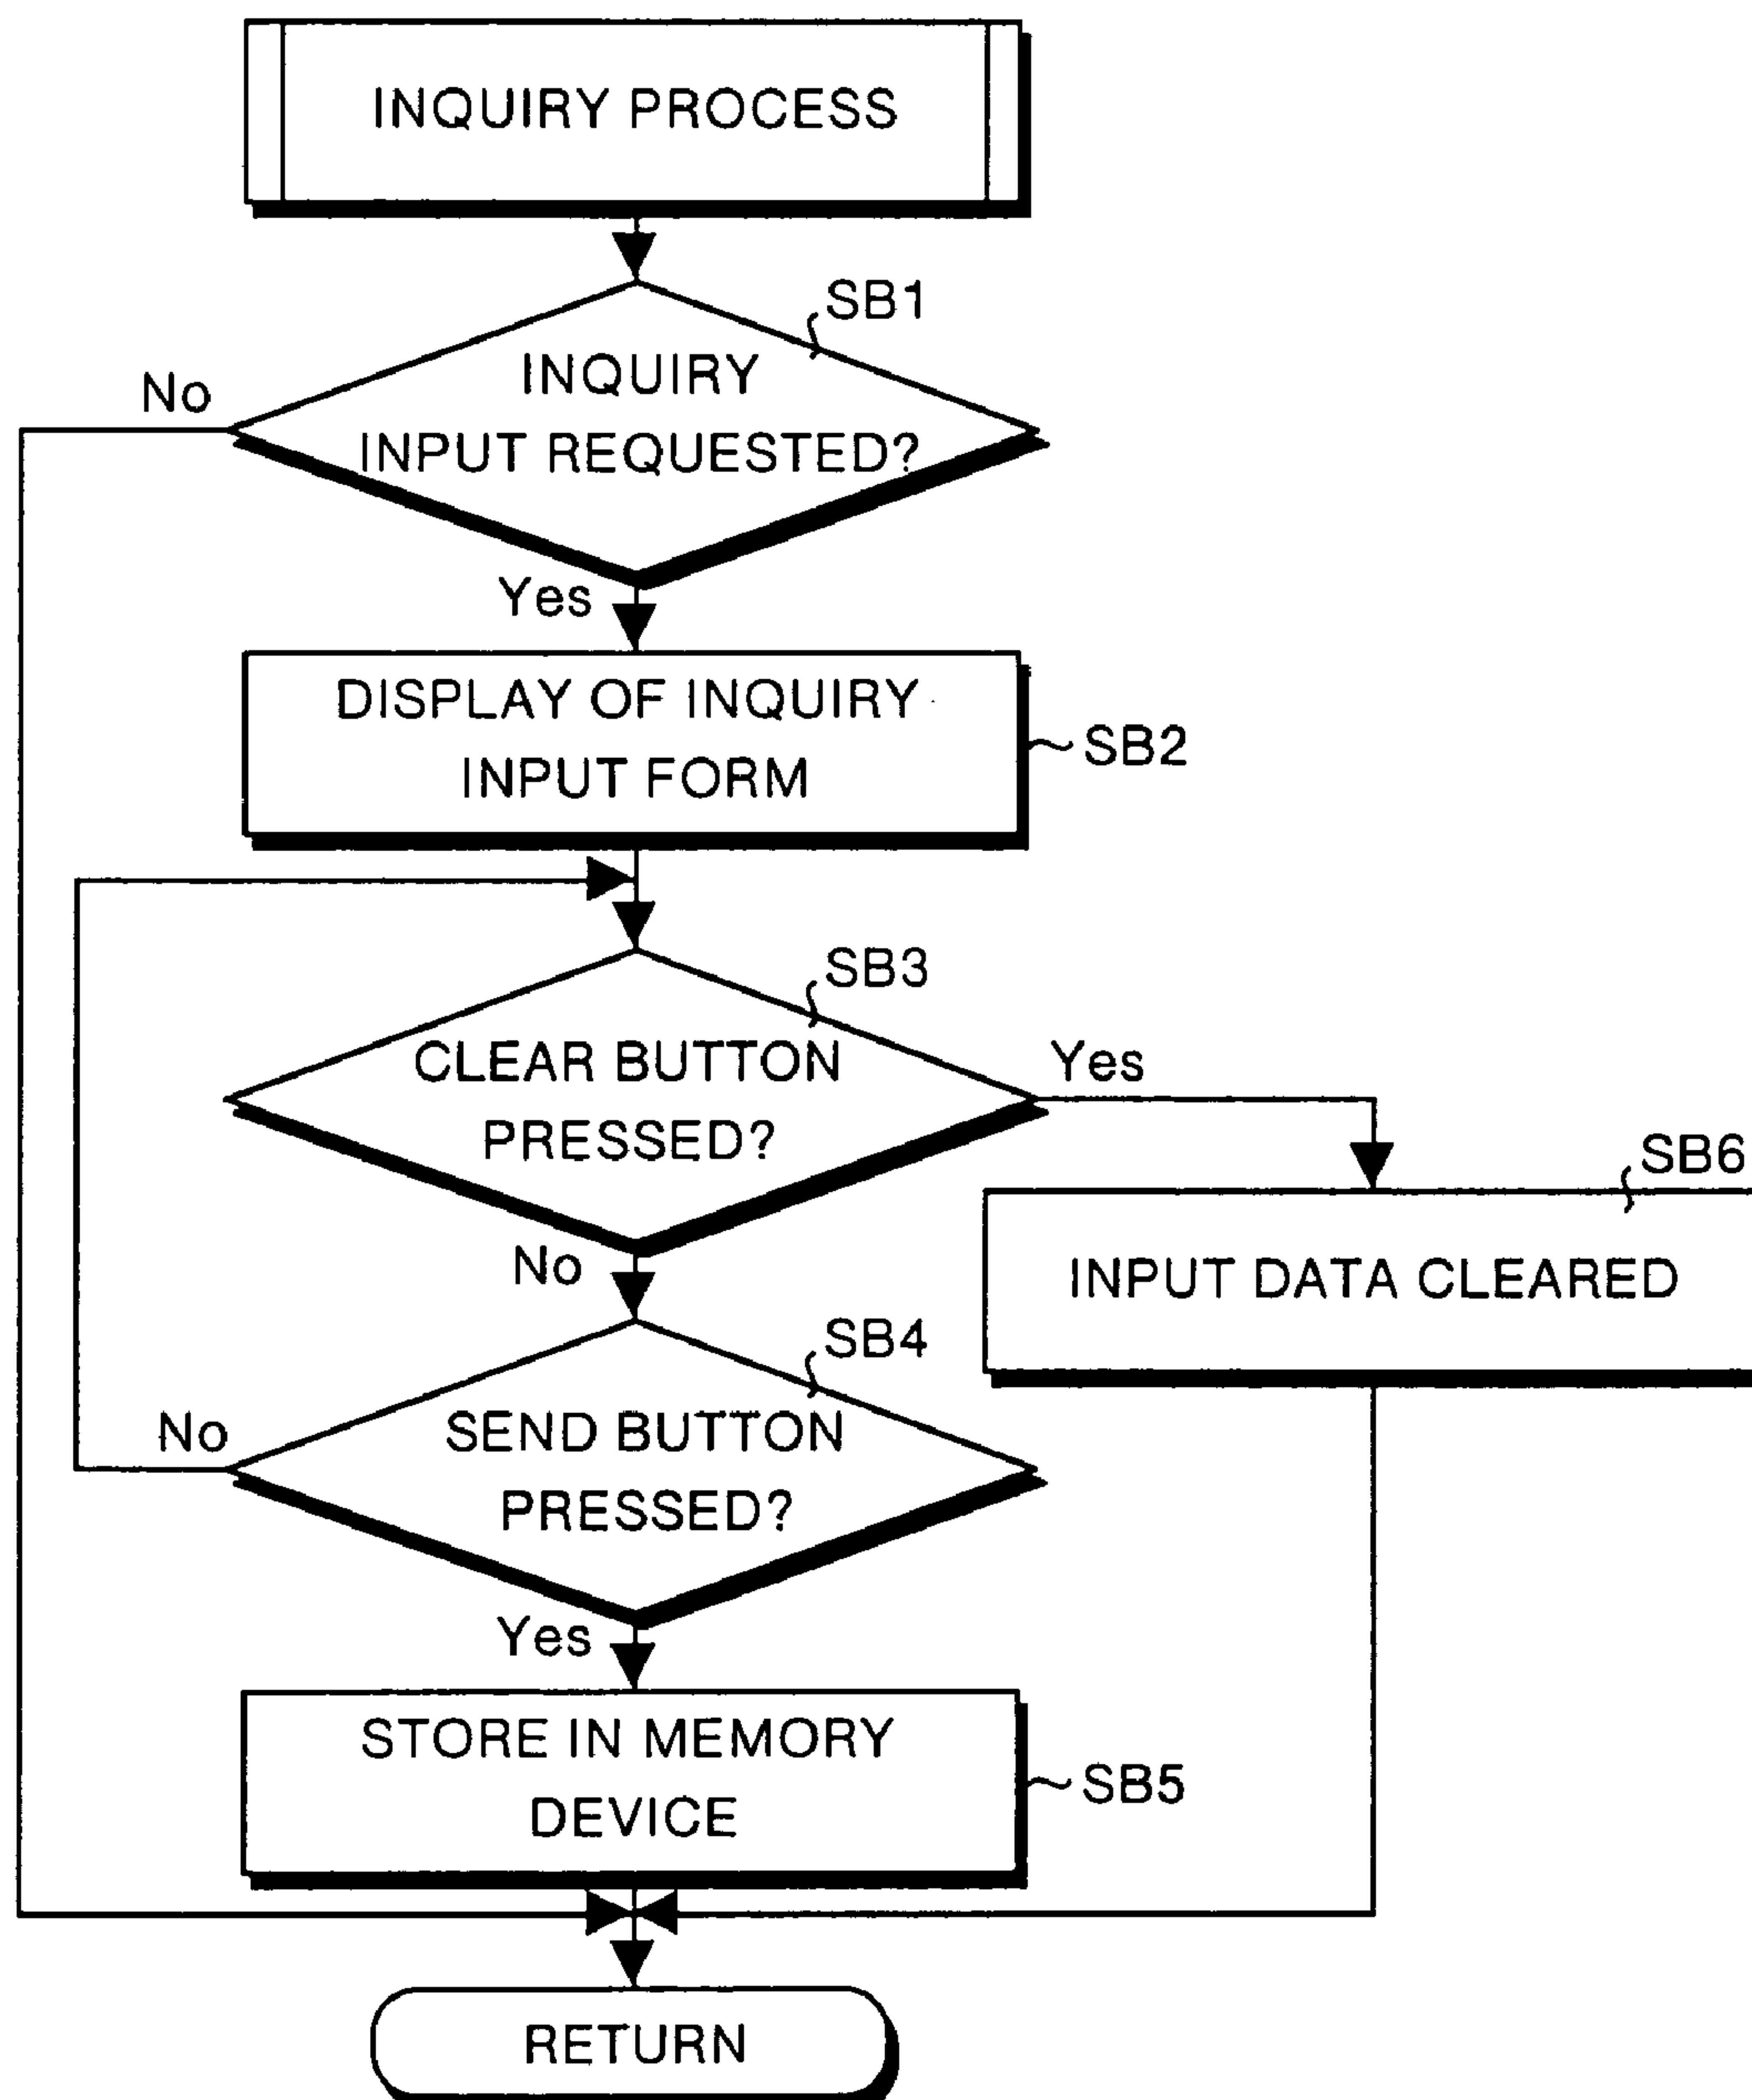 INQUIRY PROCESS
SB1
INQUIRY
INPUT REQUESTED?
No
Yes
DISPLAY OF INQUIRY
INPUT FORM
SB2
SB3
CLEAR BUTTON
PRESSED?
Yes
No
SB6
INPUT DATA CLEARED
SB4
SEND BUTTON
PRESSED?
No
Yes
STORE IN MEMORY
DEVICE
SB5
RETURN